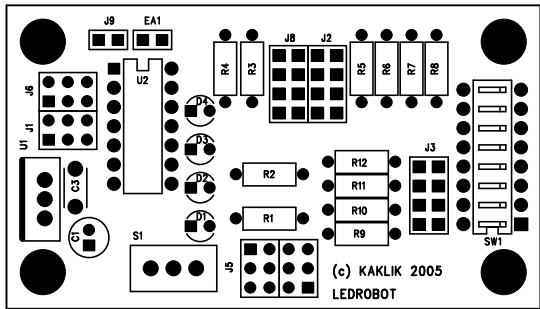 J9 EA1
J8 J2
U2
R4 R3
R5 R6 R7 R8
J6
J1
D4
D3
D2
D1
U1
C3
C1
R2
R1
R12
R11
R10
R9
J3
SW1
S1
J5
(c) KAKLIK 2005
LEDROBOT